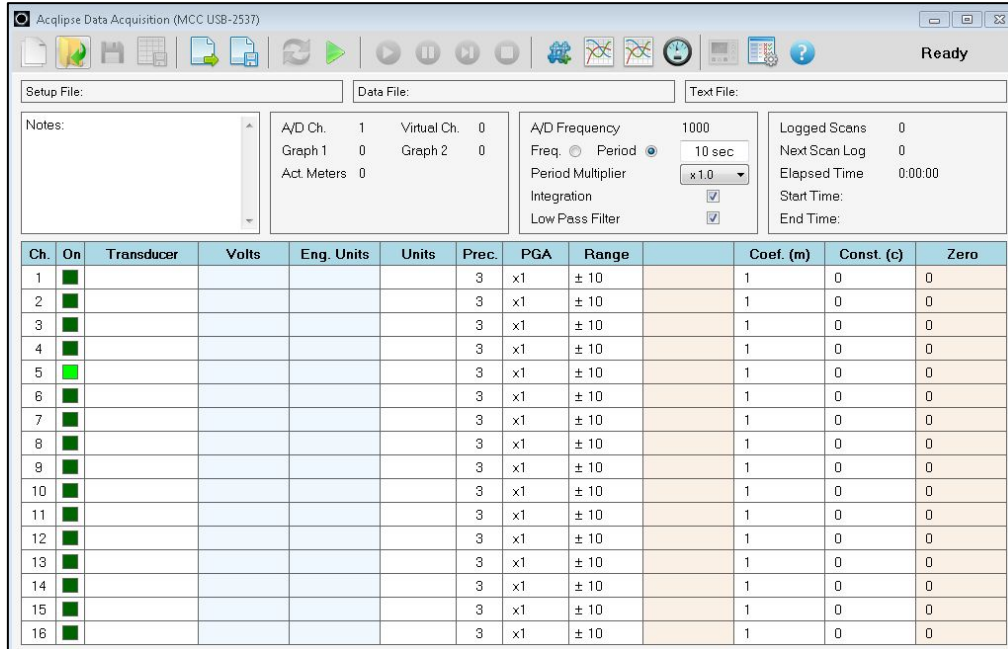 Acqlipse Data Acquisition (MCC USB-2537)
Ready
Setup File: Data File: Text File:
Notes:
A/D Ch. 1 Virtual Ch. 0
Graph 1 0 Graph 2 0
Act. Meters 0
A/D Frequency 1000
Freq. Period 10 sec
Period Multiplier x 1.0
Integration
Low Pass Filter
Logged Scans 0
Next Scan Log 0
Elapsed Time 0:00:00
Start Time:
End Time:
Ch. On Transducer Volts Eng. Units Units Prec. PGA Range Coef. (m) Const. (c) Zero
1 3 x1 ± 10 1 0 0
2 3 x1 ± 10 1 0 0
3 3 x1 ± 10 1 0 0
4 3 x1 ± 10 1 0 0
5 3 x1 ± 10 1 0 0
6 3 x1 ± 10 1 0 0
7 3 x1 ± 10 1 0 0
8 3 x1 ± 10 1 0 0
9 3 x1 ± 10 1 0 0
10 3 x1 ± 10 1 0 0
11 3 x1 ± 10 1 0 0
12 3 x1 ± 10 1 0 0
13 3 x1 ± 10 1 0 0
14 3 x1 ± 10 1 0 0
15 3 x1 ± 10 1 0 0
16 3 x1 ± 10 1 0 0